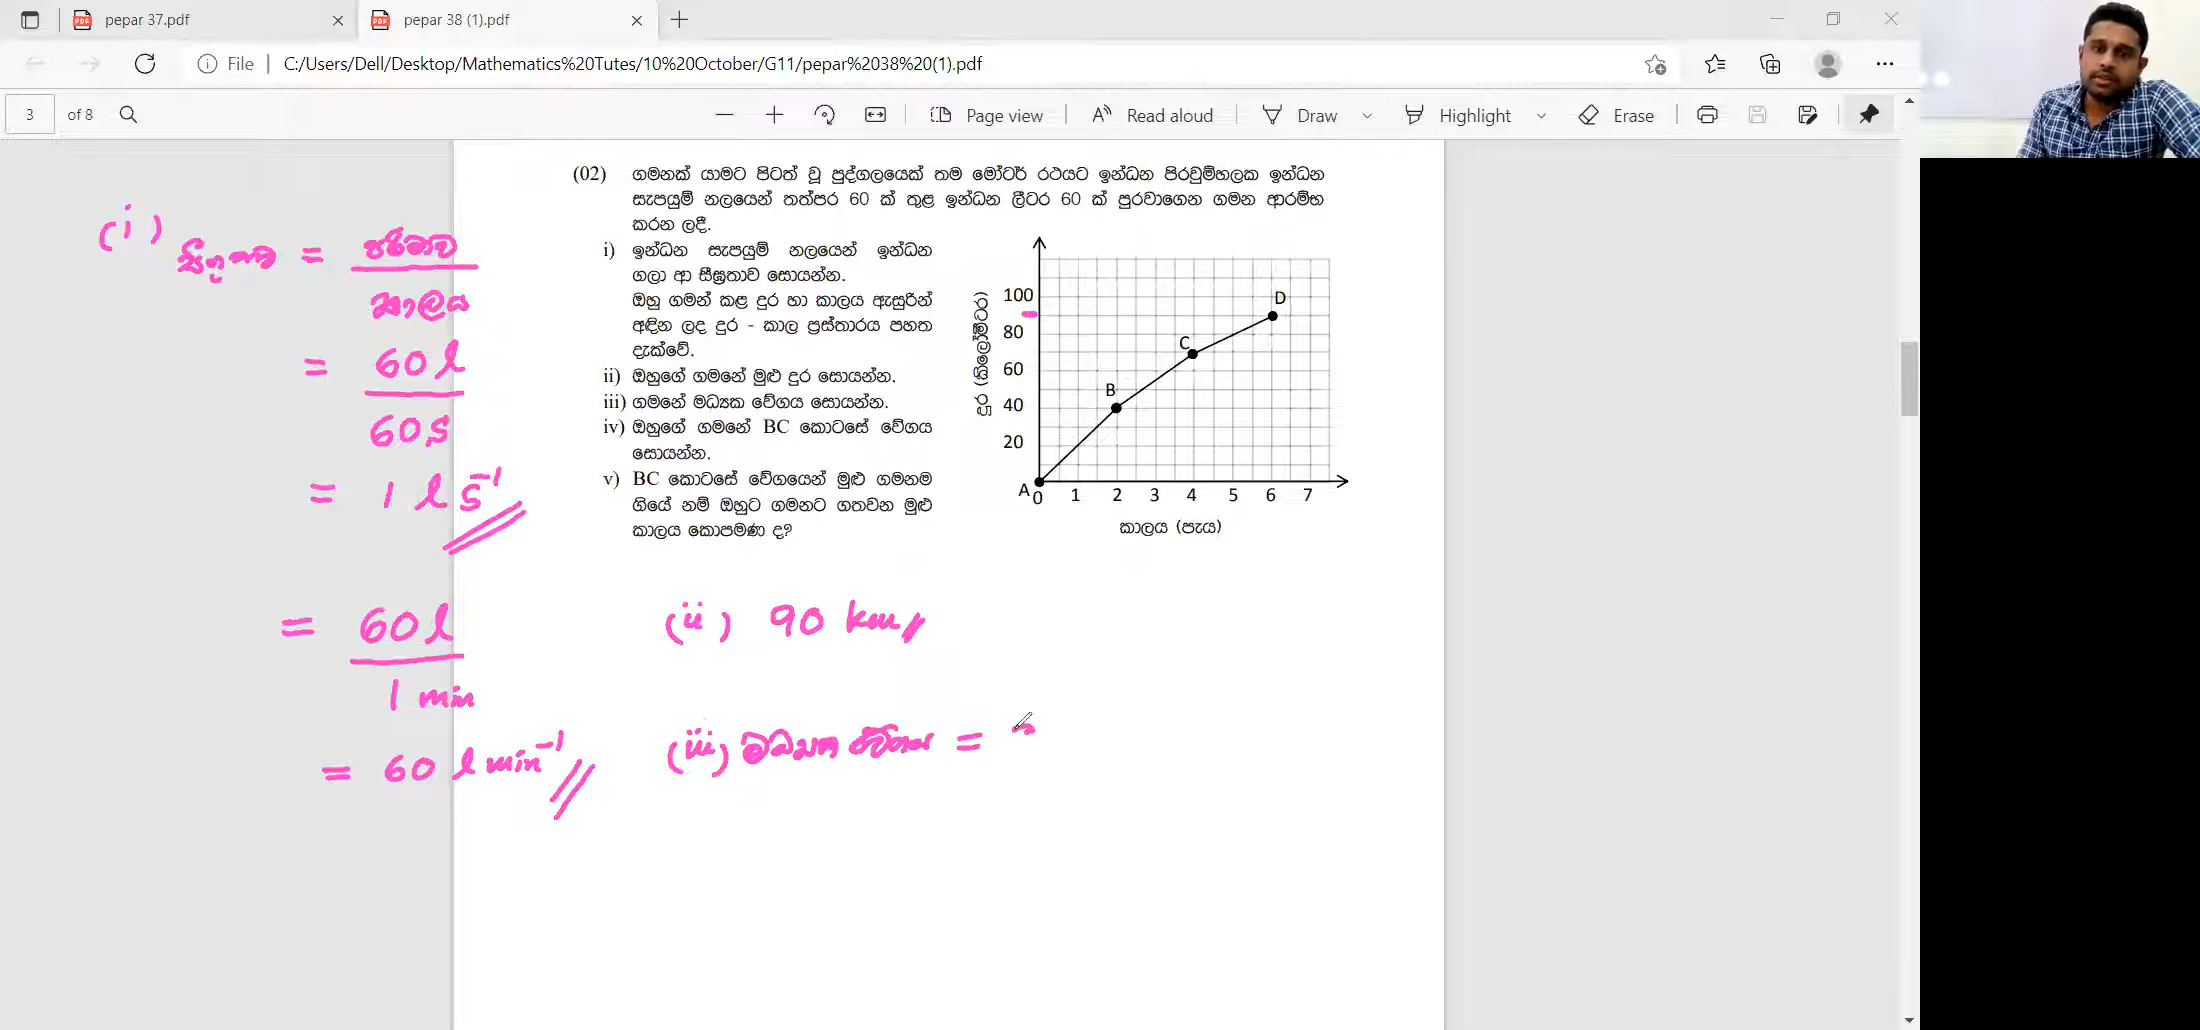 pepar 37.pdf
pepar 38 (1).pdf
File
C:/Users/Dell/Desktop/Mathematics%20Tutes/10%20October/G11/pepar%2038%20(1).pdf
3 of 8
Page view
Read aloud
Draw
Highlight
Erase
(02) ගමනක් යාමට පිටත් වූ පුද්ගලයෙක් තම මෝටර් රථයට ඉන්ධන පිරවුම්හලක ඉන්ධන
සැපයුම් නලයෙන් තත්පර 60 ක් තුළ ඉන්ධන ලීටර 60 ක් පුරවාගෙන ගමන ආරම්භ
කරන ලදී.
i) ඉන්ධන සැපයුම් නලයෙන් ඉන්ධන
ගලා ආ සීඝ්‍රතාව සොයන්න.
ඔහු ගමන් කළ දුර හා කාලය ඇසුරින්
අඳින ලද දුර - කාල ප්‍රස්තාරය පහත
දැක්වේ.
ii) ඔහුගේ ගමනේ මුළු දුර සොයන්න.
iii) ගමනේ මධ්‍යක වේගය සොයන්න.
iv) ඔහුගේ ගමනේ BC කොටසේ වේගය
සොයන්න.
v) BC කොටසේ වේගයෙන් මුළු ගමනම
ගියේ නම් ඔහුට ගමනට ගතවන මුළු
කාලය කොපමණ ද?
දුර (කිලෝමීටර)
100
80
60
40
20
A
B
C
D
0 1 2 3 4 5 6 7
කාලය (පැය)
(i) සීඝ්‍රතාව = පරිමාව
කාලය
= 60 l
60 s
= 1 l s⁻¹
= 60 l
1 min
= 60 l min⁻¹
(ii) 90 km
(iii) මධ්‍යක වේගය =